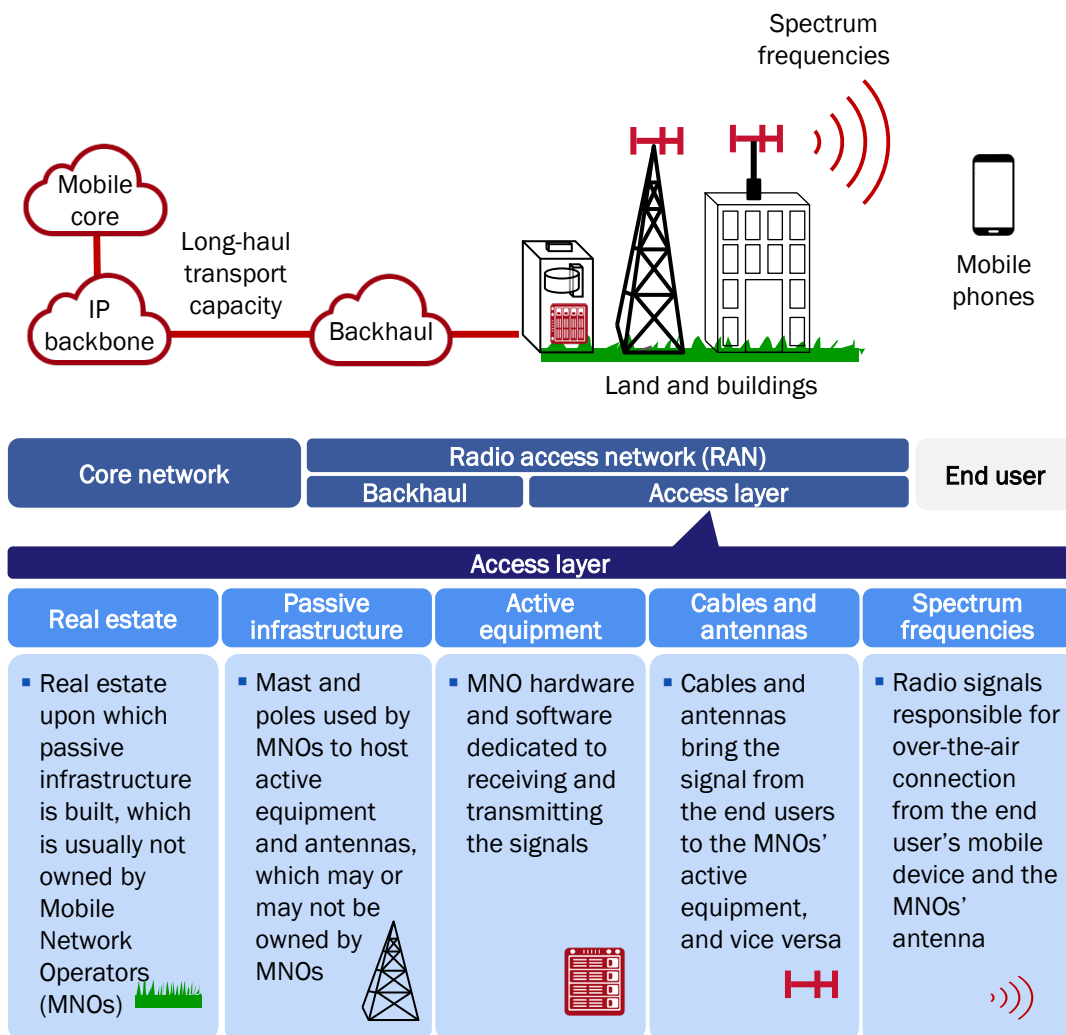 Spectrum
frequencies
Mobile
core
Long-haul
transport
capacity
IP
backbone
Backhaul
Mobile
phones
Land and buildings
Core network
Radio access network (RAN)
Backhaul
Access layer
End user
Access layer
Real estate
Passive
infrastructure
Active
equipment
Cables and
antennas
Spectrum
frequencies
▪ Real estate
upon which
passive
infrastructure
is built, which
is usually not
owned by
Mobile
Network
Operators
(MNOs)
▪ Mast and
poles used by
MNOs to host
active
equipment
and antennas,
which may or
may not be
owned by
MNOs
▪ MNO hardware
and software
dedicated to
receiving and
transmitting
the signals
▪ Cables and
antennas
bring the
signal from
the end users
to the MNOs’
active
equipment,
and vice versa
▪ Radio signals
responsible for
over-the-air
connection
from the end
user’s mobile
device and the
MNOs’
antenna